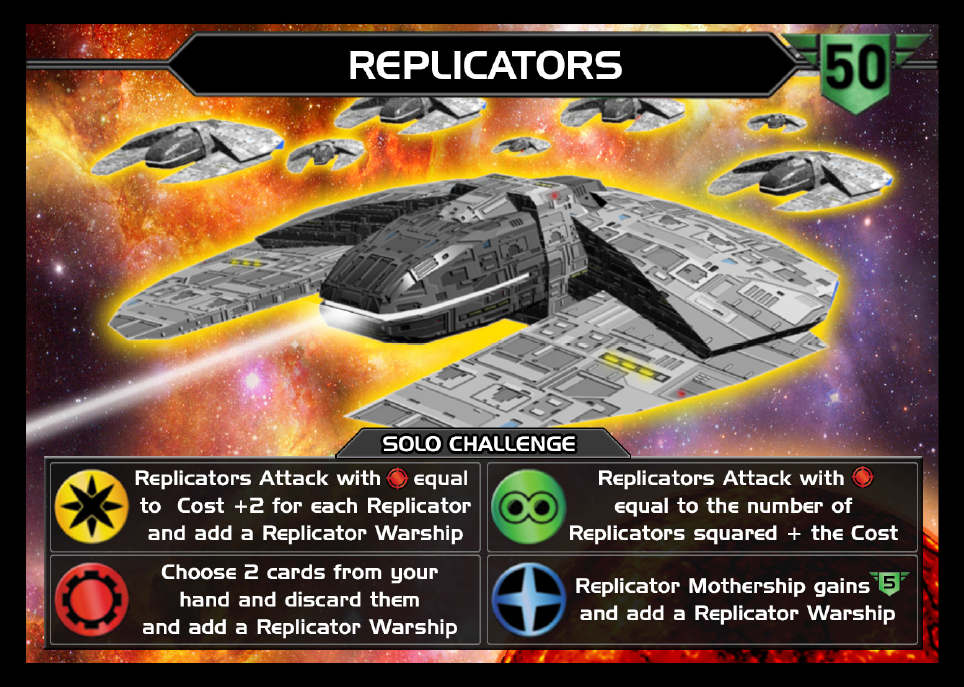 REPLICATORS
50
SOLO CHALLENGE
Replicators Attack with equal
to Cost +2 for each Replicator
and add a Replicator Warship
Replicators Attack with
equal to the number of
Replicators squared + the Cost
Choose 2 cards from your
hand and discard them
and add a Replicator Warship
Replicator Mothership gains 5
and add a Replicator Warship